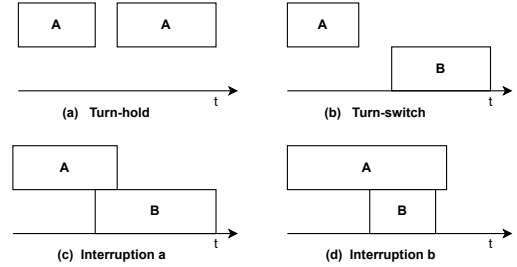 A A
t
(a) Turn-hold
A
B
t
(b) Turn-switch
A
B
t
(c) Interruption a
A
B
t
(d) Interruption b